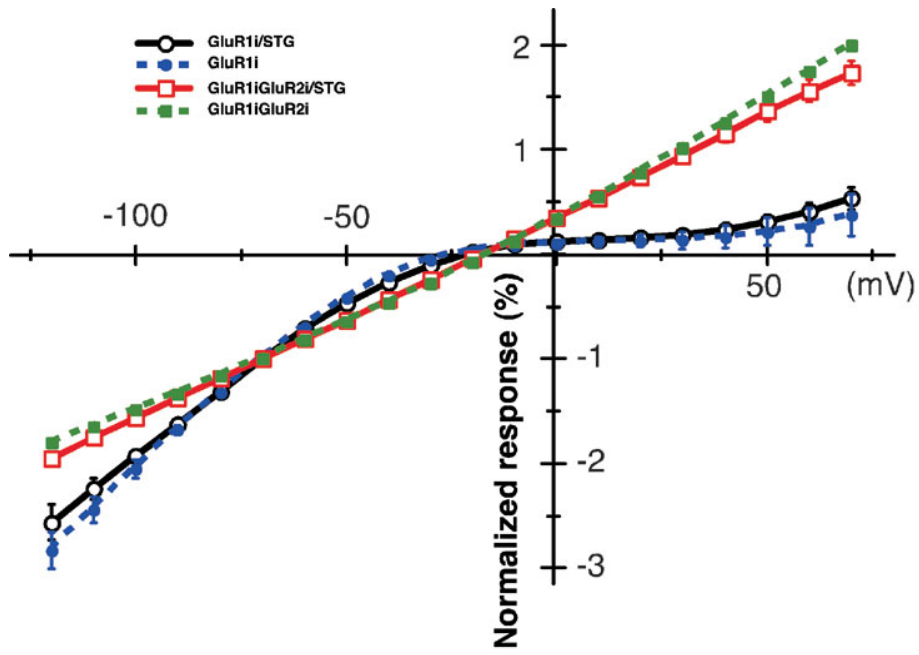 GluR1i/STG
GluR1i
GluR1iGluR2i/STG
GluR1iGluR2i
2
1
-100
-50
50
(mV)
-1
-2
-3
Normalized response (%)